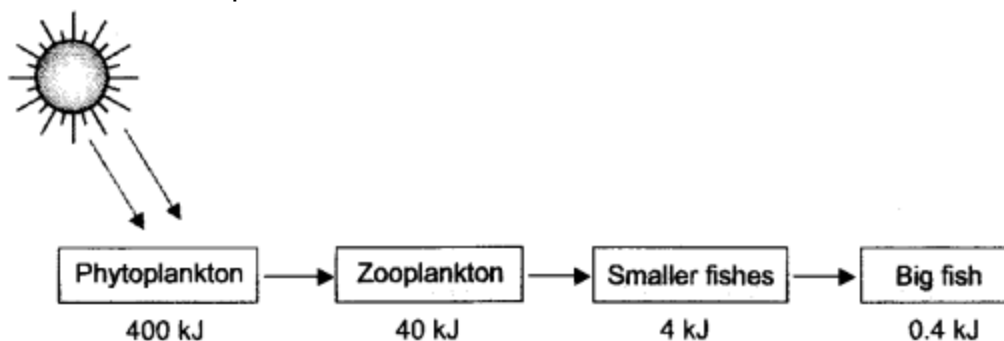 Phytoplankton Zooplankton Smaller fishes Big fish
400 kJ 40 kJ 4 kJ 0.4 kJ